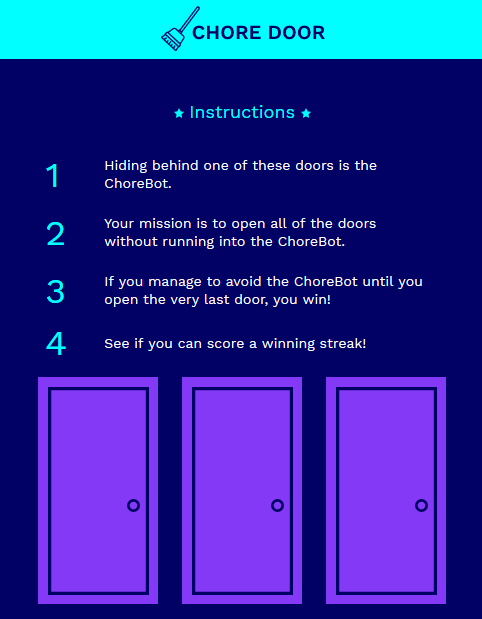 CHORE DOOR
Instructions
1
Hiding behind one of these doors is the
ChoreBot.
2
Your mission is to open all of the doors
without running into the ChoreBot.
3
If you manage to avoid the ChoreBot until you
open the very last door, you win!
4
See if you can score a winning streak!